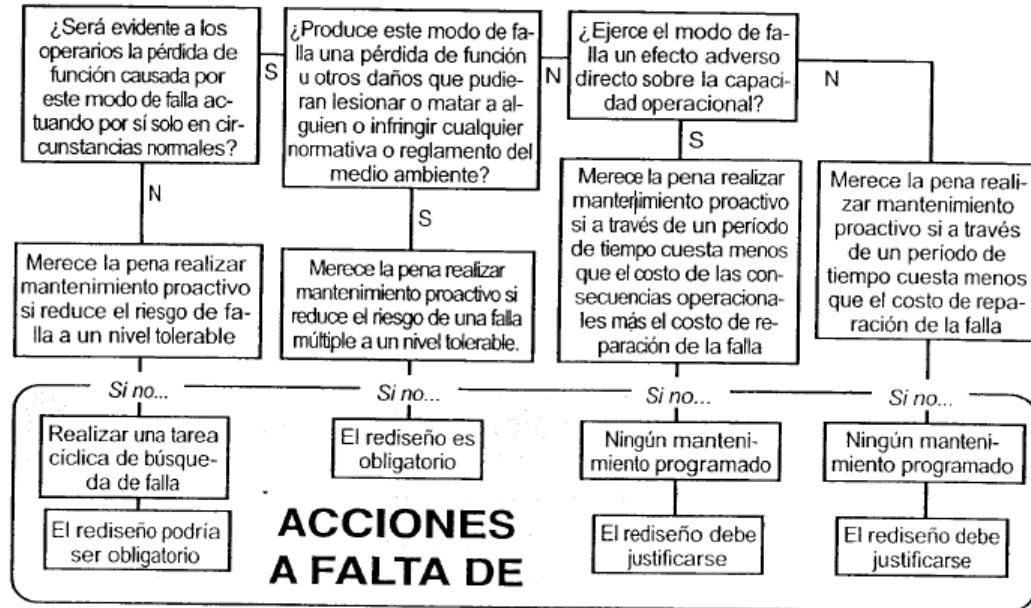 ¿Será evidente a los
operarios la pérdida de
función causada por
este modo de falla ac-
tuando por sí solo en cir-
cunstancias normales?
S
¿Produce este modo de fa-
lla una pérdida de función
u otros daños que pudie-
ran lesionar o matar a al-
guien o infringir cualquier
normativa o reglamento del
medio ambiente?
N
¿Ejerce el modo de fa-
lla un efecto adverso
directo sobre la capaci-
dad operacional?
N
N
S
S
Merece la pena realizar
mantenimiento proactivo
si reduce el riesgo de fa-
lla a un nivel tolerable
Merece la pena realizar
mantenimiento proactivo si
reduce el riesgo de una falla
múltiple a un nivel tolerable.
Merece la pena realizar
mantenimiento proactivo
si a través de un período
de tiempo cuesta menos
que el costo de las con-
secuencias operaciona-
les más el costo de re-
paración de la falla
Merece la pena reali-
zar mantenimiento
proactivo si a través
de un período de
tiempo cuesta menos
que el costo de repa-
ración de la falla
Si no...
Si no...
Si no...
Si no...
Realizar una tarea
cíclica de búsque-
da de falla
El rediseño es
obligatorio
Ningún manteni-
miento programado
Ningún manteni-
miento programado
El rediseño podría
ser obligatorio
ACCIONES
A FALTA DE
El rediseño debe
justificarse
El rediseño debe
justificarse